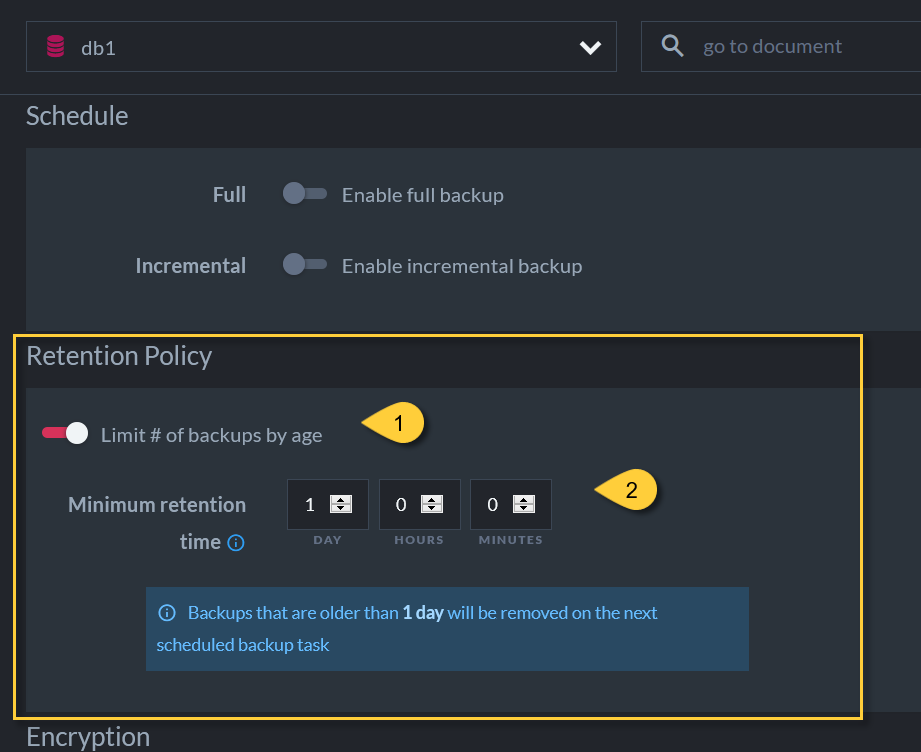 db1
go to document
Schedule
Full Enable full backup
Incremental Enable incremental backup
Retention Policy
Limit # of backups by age 1
Minimum retention time 1 0 0 2
DAY HOURS MINUTES
Backups that are older than 1 day will be removed on the next
scheduled backup task
Encryption